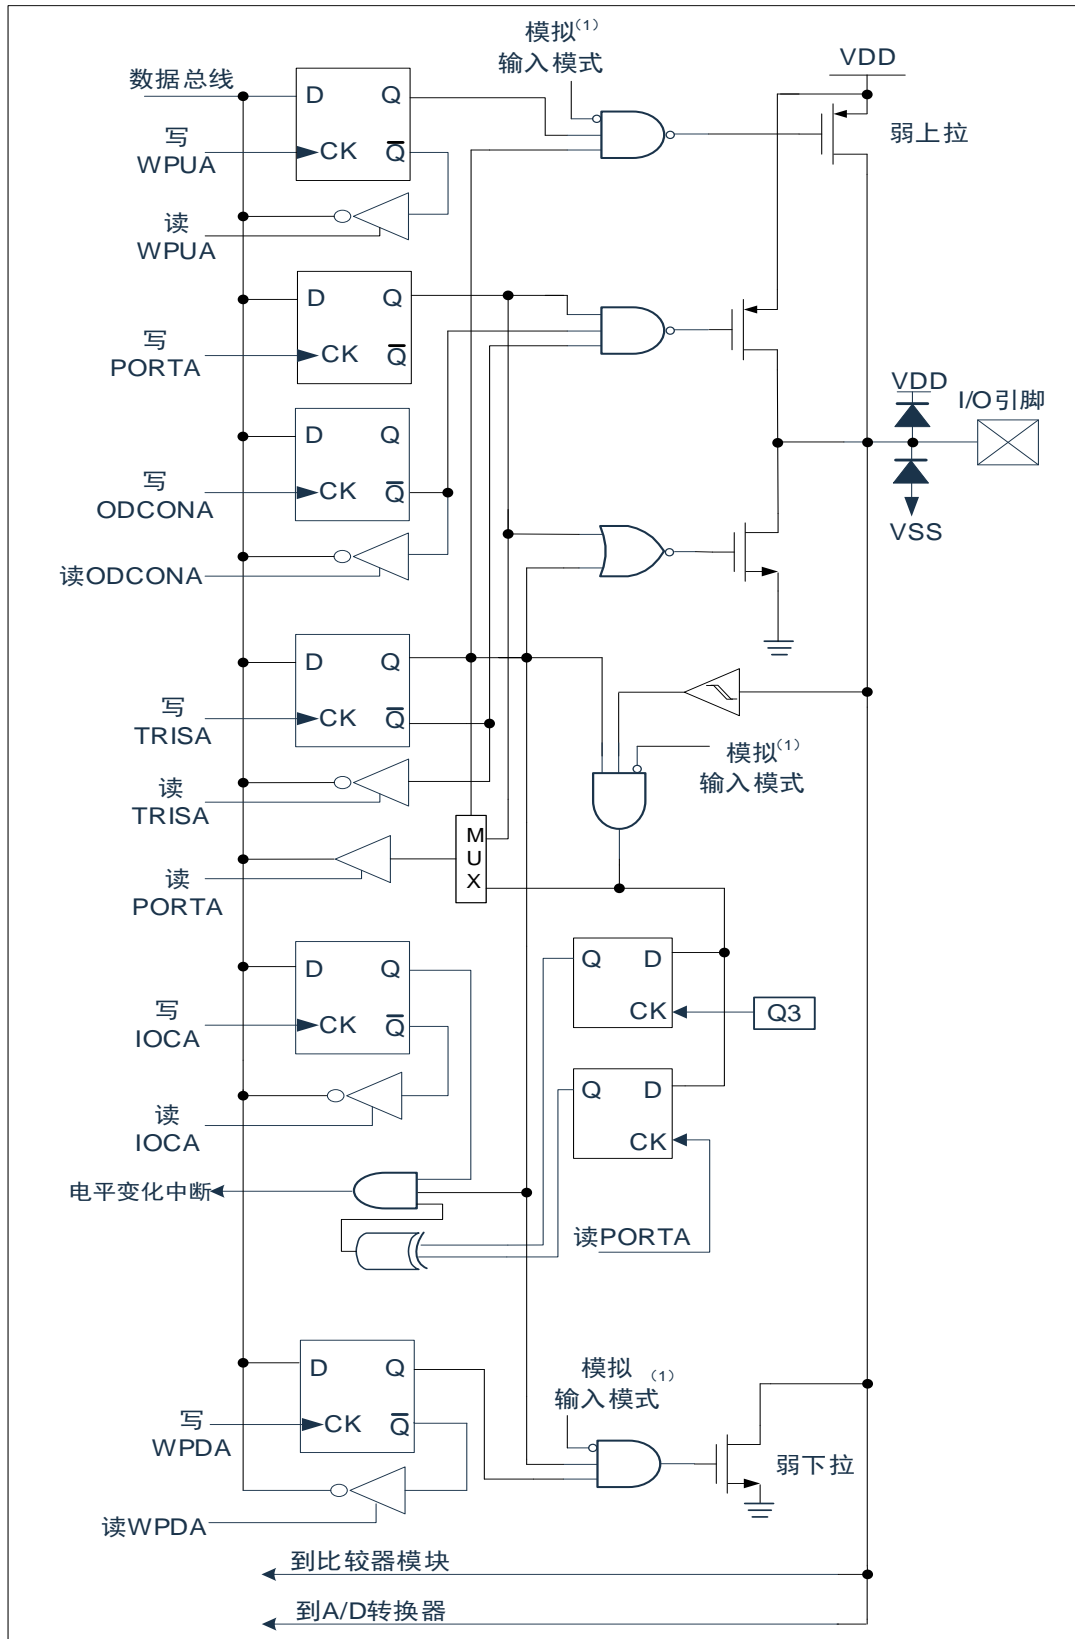 模拟(1)
输入模式
VDD
数据总线
D Q
弱上拉
写
WPUA
CK Q
读
WPUA
D Q
写
PORTA
CK Q
VDD
I/O引脚
D Q
写
ODCONA
CK Q
VSS
读ODCONA
D Q
写
TRISA
CK Q
模拟(1)
输入模式
读
TRISA
MUX
读
PORTA
D Q
Q D
写
IOCA
CK Q
CK
Q3
Q D
读
IOCA
CK
电平变化中断
读PORTA
D Q
模拟(1)
输入模式
写
WPDA
CK Q
弱下拉
读WPDA
到比较器模块
到A/D转换器